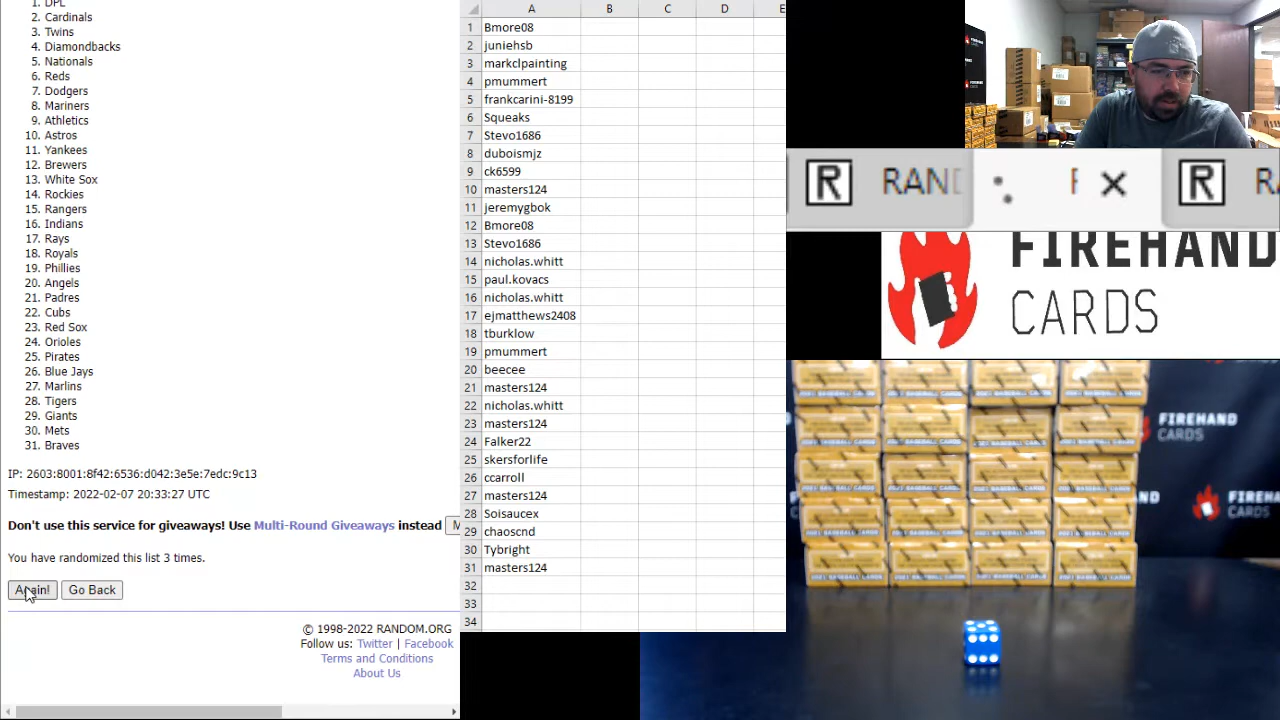 1. DPL
2. Cardinals
3. Twins
4. Diamondbacks
5. Nationals
6. Reds
7. Dodgers
8. Mariners
9. Athletics
10. Astros
11. Yankees
12. Brewers
13. White Sox
14. Rockies
15. Rangers
16. Indians
17. Rays
18. Royals
19. Phillies
20. Angels
21. Padres
22. Cubs
23. Red Sox
24. Orioles
25. Pirates
26. Blue Jays
27. Marlins
28. Tigers
29. Giants
30. Mets
31. Braves
IP: 2603:8001:8f42:6536:d042:3e5e:7edc:9c13
Timestamp: 2022-02-07 20:33:27 UTC
Don't use this service for giveaways! Use Multi-Round Giveaways instead
You have randomized this list 3 times.
Again! Go Back
© 1998-2022 RANDOM.ORG
Follow us: Twitter | Facebook
Terms and Conditions
About Us
A B C D E
1 Bmore08
2 juniehsb
3 markclpainting
4 pmummert
5 frankcarini-8199
6 Squeaks
7 Stevo1686
8 duboismjz
9 ck6599
10 masters124
11 jeremygbok
12 Bmore08
13 Stevo1686
14 nicholas.whitt
15 paul.kovacs
16 nicholas.whitt
17 ejmatthews2408
18 tburklow
19 pmummert
20 beecee
21 masters124
22 nicholas.whitt
23 masters124
24 Falker22
25 skersforlife
26 ccarroll
27 masters124
28 Soisaucex
29 chaoscnd
30 Tybright
31 masters124
32
33
34
R RAND
R RA
FIREHAND
CARDS
FIREHAND
CARDS
FIREHA
CARDS
2021 BASEBALL CARDS